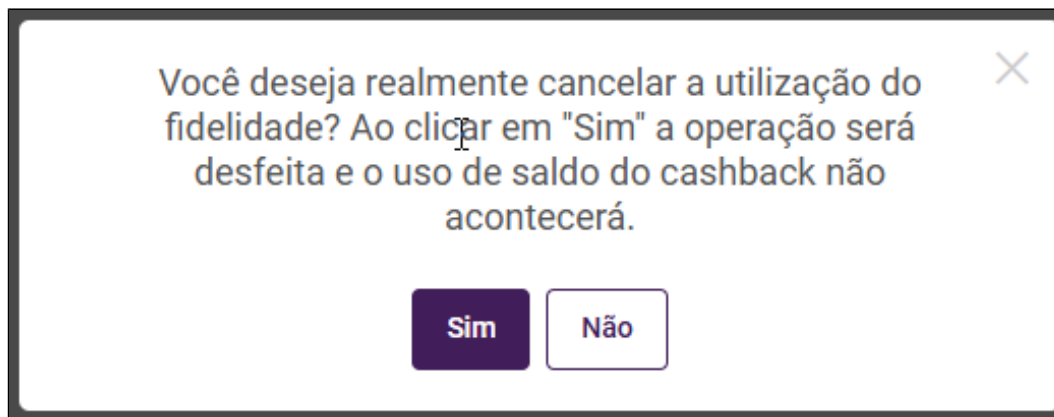 Você deseja realmente cancelar a utilização do
fidelidade? Ao clicar em "Sim" a operação será
desfeita e o uso de saldo do cashback não
acontecerá.
Sim Não